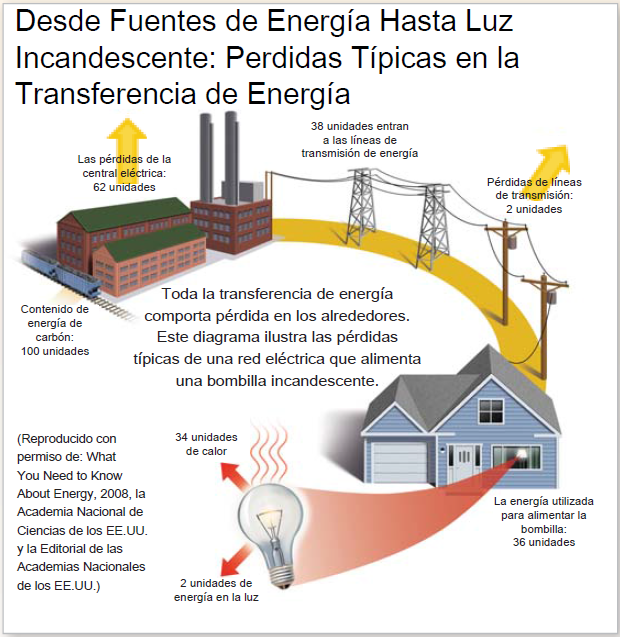 Desde Fuentes de Energía Hasta Luz
Incandescente: Perdidas Típicas en la
Transferencia de Energía
38 unidades entran
a las líneas de
transmisión de energía
Las pérdidas de la
central eléctrica:
62 unidades
Pérdidas de líneas
de transmisión:
2 unidades
Contenido de
energía de
carbón:
100 unidades
Toda la transferencia de energía
comporta pérdida en los alrededores.
Este diagrama ilustra las pérdidas
típicas de una red eléctrica que alimenta
una bombilla incandescente.
(Reproducido con
permiso de: What
You Need to Know
About Energy, 2008, la
Academia Nacional de
Ciencias de los EE.UU.
y la Editorial de las
Academias Nacionales
de los EE.UU.)
34 unidades
de calor
La energía utilizada
para alimentar la
bombilla:
36 unidades
2 unidades de
energía en la luz